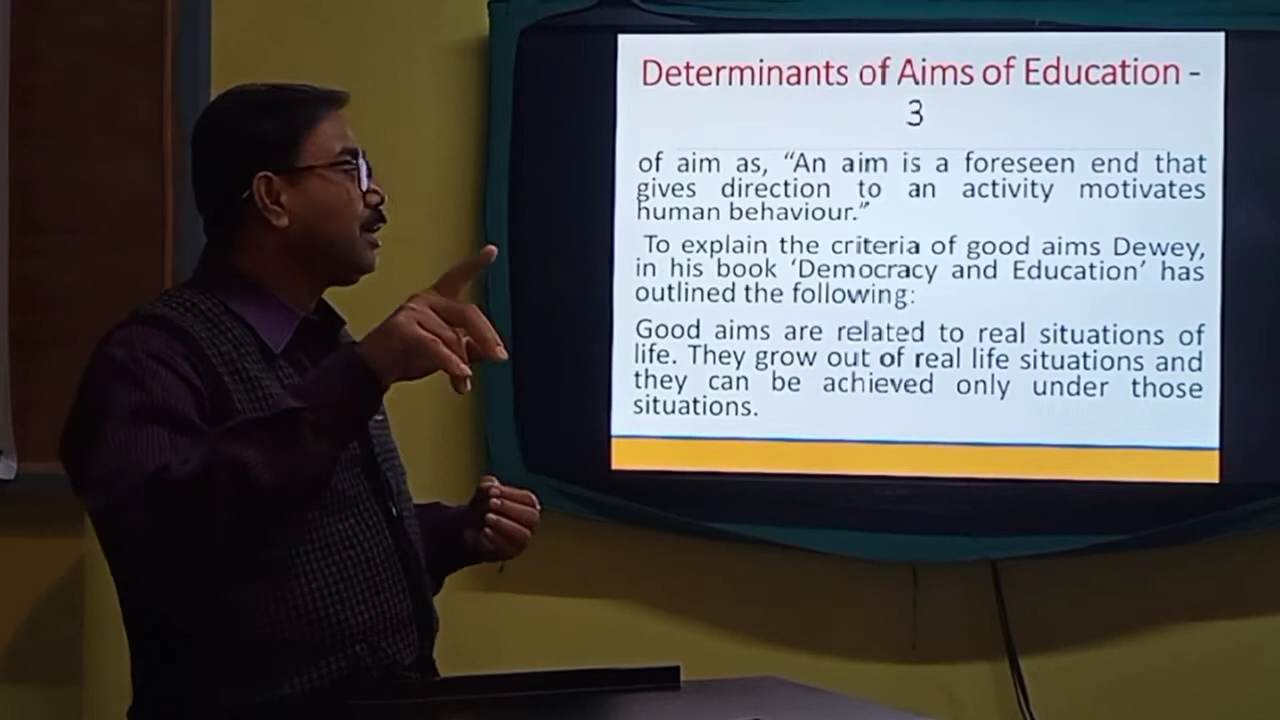 Determinants of Aims of Education -
3
of aim as, “An aim is a foreseen end that
gives direction to an activity motivates
human behaviour.”
To explain the criteria of good aims Dewey,
in his book ‘Democracy and Education’ has
outlined the following:
Good aims are related to real situations of
life. They grow out of real life situations and
they can be achieved only under those
situations.